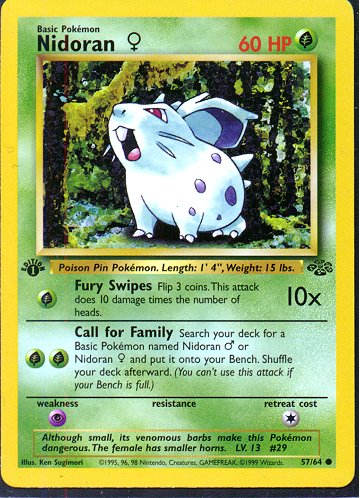 Basic Pokémon
Nidoran ♀ 60 HP
EDITION
1
Poison Pin Pokémon. Length: 1' 4", Weight: 15 lbs.
Fury Swipes Flip 3 coins. This attack
does 10 damage times the number of
heads.
10x
Call for Family Search your deck for a
Basic Pokémon named Nidoran ♂ or
Nidoran ♀ and put it onto your Bench. Shuffle
your deck afterward. (You can't use this attack if
your Bench is full.)
weakness resistance retreat cost
Although small, its venomous barbs make this Pokémon
dangerous. The female has smaller horns. LV. 13 #29
Illus. Ken Sugimori ©1995, 96, 98 Nintendo, Creatures, GAMEFREAK. ©1999 Wizards. 57/64 ●